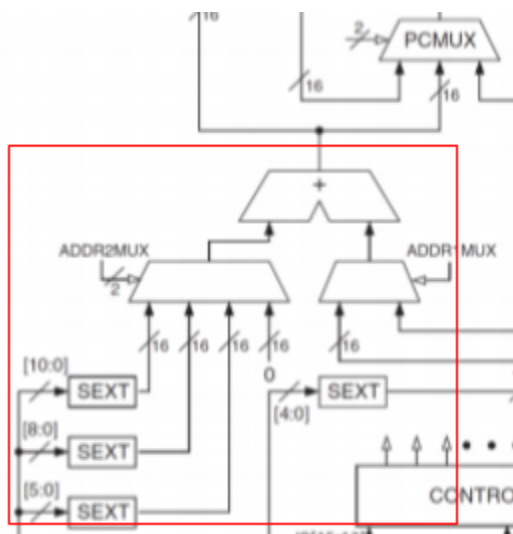 16
2
PCMUX
16
16
+
ADDR2MUX
ADDR1MUX
2
16
16
16
16
16
[10:0]
0
SEXT
SEXT
[4:0]
[8:0]
SEXT
[5:0]
SEXT
CONTRO